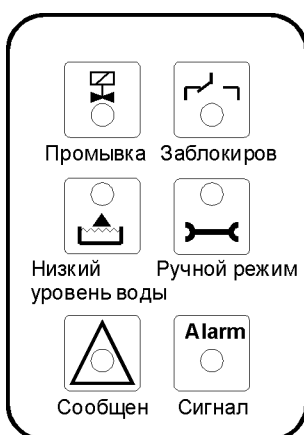 Промывка Заблокиров
Низкий Ручной режим
уровень воды
Alarm
Сообщен Сигнал